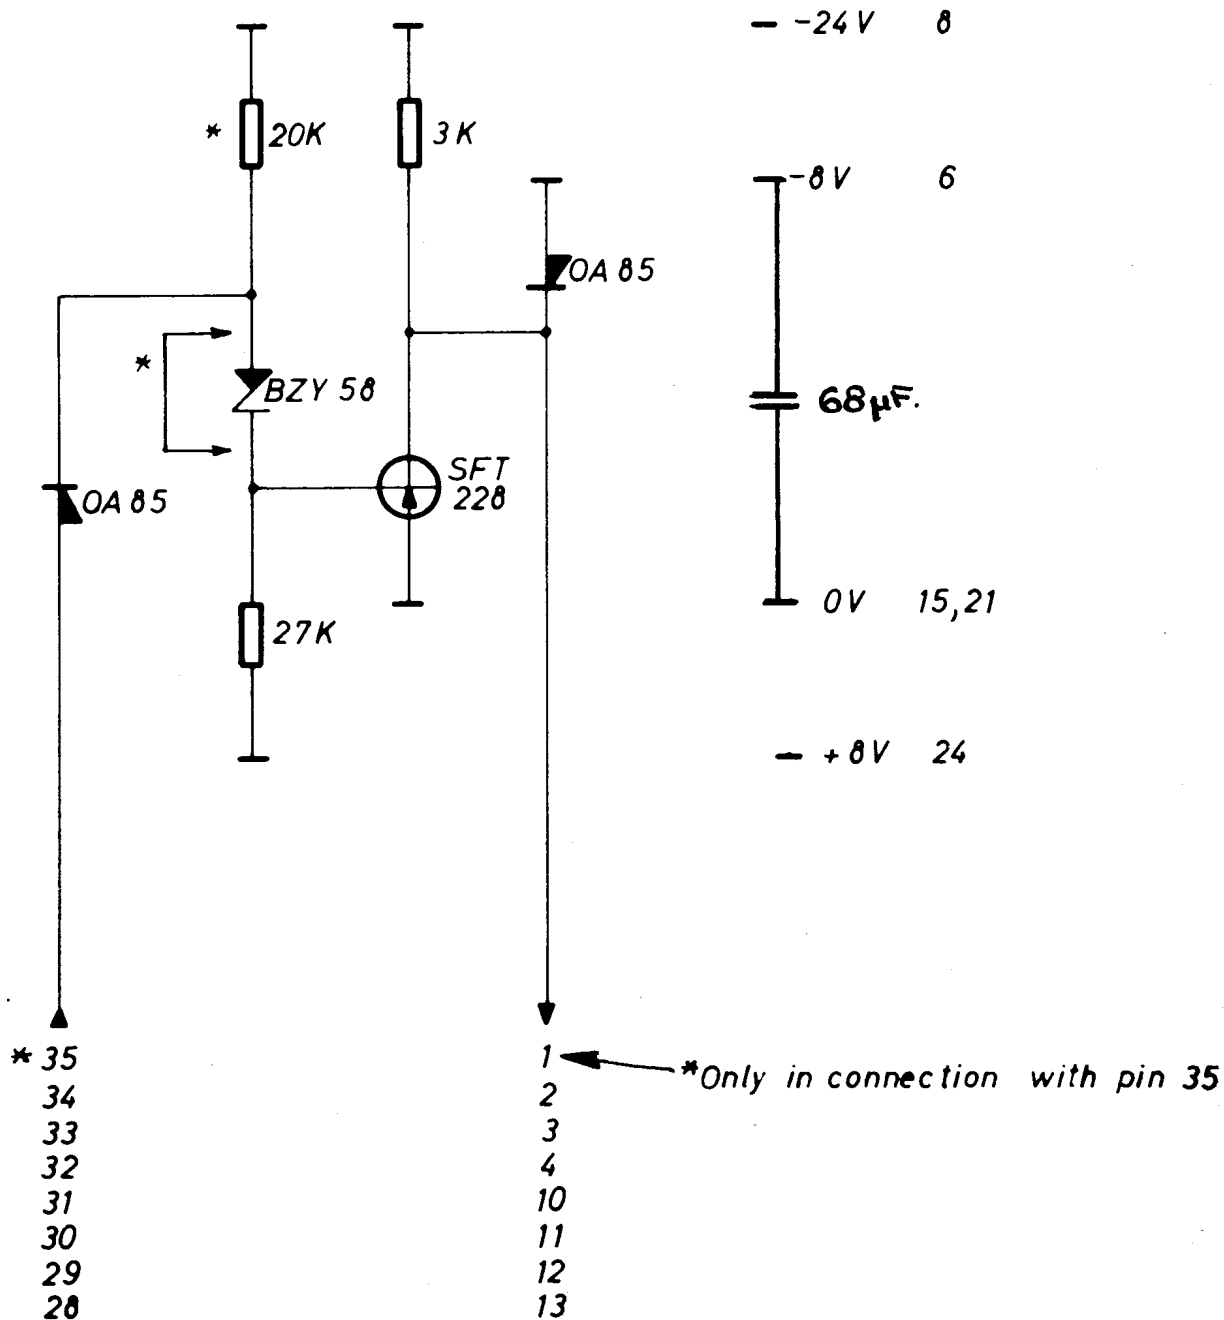 -24V 8
* 20K
3K
-8V 6
OA 85
*
BZY 58
68µF.
SFT
228
OA 85
0V 15,21
27K
+8V 24
* 35 1 *Only in connection with pin 35
34 2
33 3
32 4
31 10
30 11
29 12
28 13